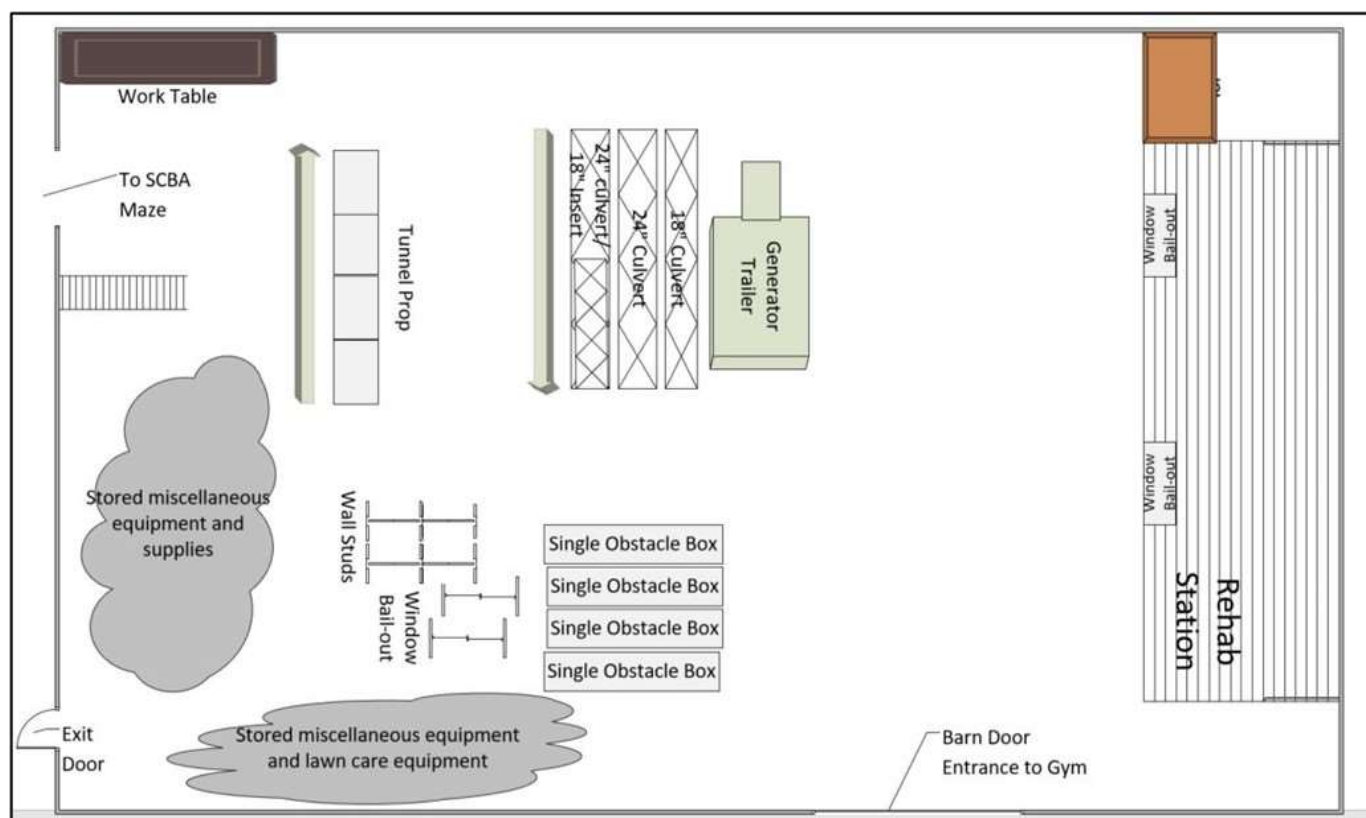 Work Table
To SCBA
Maze
Tunnel Prop
24" culvert/
18" Insert
24" Culvert
18" Culvert
Generator
Trailer
Window
Bail-out
Window
Bail-out
Stored miscellaneous
equipment and
supplies
Wall Studs
Window
Bail-out
Single Obstacle Box
Single Obstacle Box
Single Obstacle Box
Single Obstacle Box
Rehab
Station
Stored miscellaneous equipment
and lawn care equipment
Exit
Door
Barn Door
Entrance to Gym